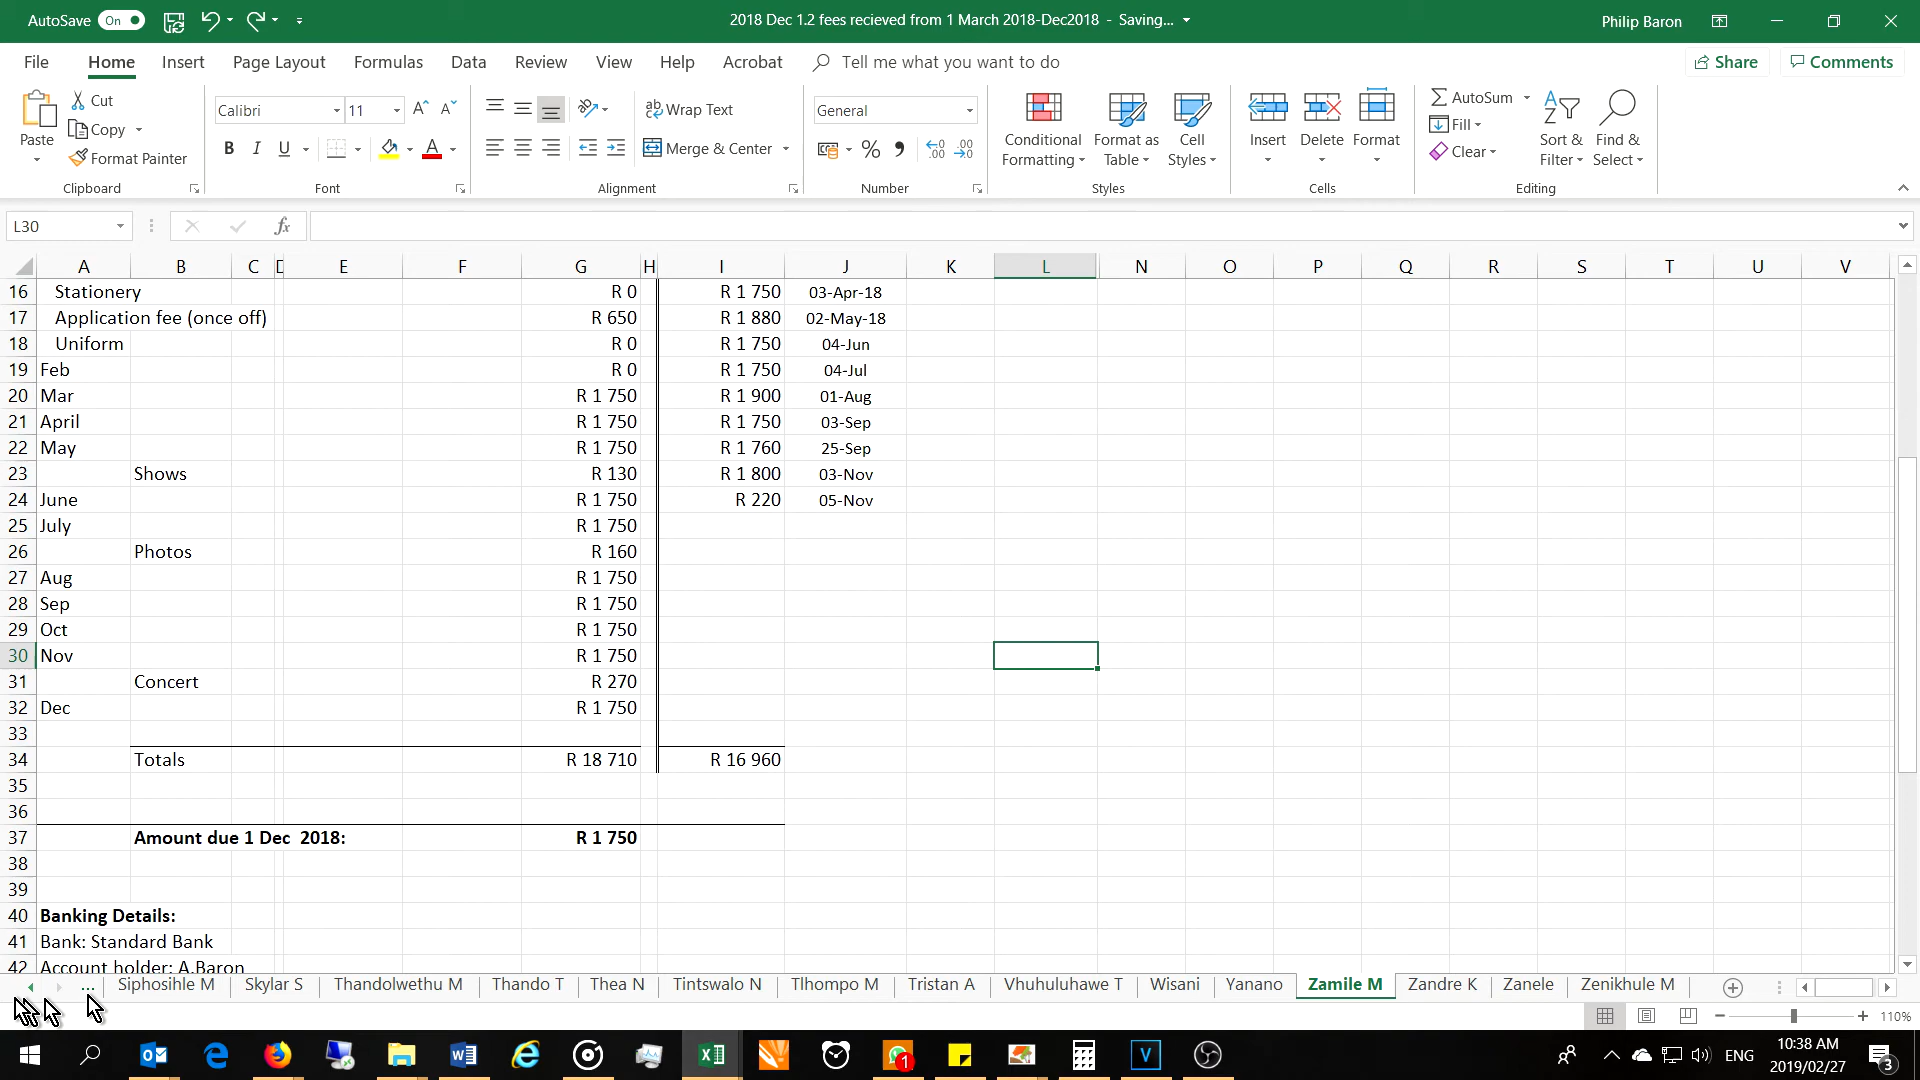 AutoSave On 2018 Dec 1.2 fees recieved from 1 March 2018-Dec2018 - Saving... Philip Baron
File Home Insert Page Layout Formulas Data Review View Help Acrobat Tell me what you want to do Share Comments
Paste Cut Copy Format Painter Clipboard
Calibri 11 B I U Font
Wrap Text Merge & Center Alignment
General % Number
Conditional Formatting Format as Table Cell Styles Styles
Insert Delete Format Cells
AutoSum Fill Clear Sort & Filter Find & Select Editing
L30 fx
A B C D E F G H I J K L N O P Q R S T U V
16 Stationery R 0 R 1 750 03-Apr-18
17 Application fee (once off) R 650 R 1 880 02-May-18
18 Uniform R 0 R 1 750 04-Jun
19 Feb R 0 R 1 750 04-Jul
20 Mar R 1 750 R 1 900 01-Aug
21 April R 1 750 R 1 750 03-Sep
22 May R 1 750 R 1 760 25-Sep
23 Shows R 130 R 1 800 03-Nov
24 June R 1 750 R 220 05-Nov
25 July R 1 750
26 Photos R 160
27 Aug R 1 750
28 Sep R 1 750
29 Oct R 1 750
30 Nov R 1 750
31 Concert R 270
32 Dec R 1 750
33
34 Totals R 18 710 R 16 960
35
36
37 Amount due 1 Dec 2018: R 1 750
38
39
40 Banking Details:
41 Bank: Standard Bank
42 Account holder: A.Baron
... Siphosihle M Skylar S Thandolwethu M Thando T Thea N Tintswalo N Tlhompo M Tristan A Vhuhuluhawe T Wisani Yanano Zamile M Zandre K Zanele Zenikhule M
110%
ENG 10:38 AM
2019/02/27
1
3